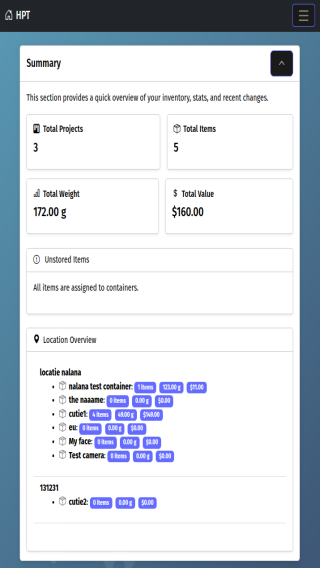 HPT
Summary
This section provides a quick overview of your inventory, stats, and recent changes.
Total Projects
3
Total Items
5
Total Weight
172.00 g
$ Total Value
$160.00
Unstored Items
All items are assigned to containers.
Location Overview
locatie nalana
nalana test container: 1 items 123.00 g $11.00
the naaame: 0 items 0.00 g $0.00
cutie1: 4 items 49.00 g $149.00
eu: 0 items 0.00 g $0.00
My face: 0 items 0.00 g $0.00
Test camera: 0 items 0.00 g $0.00
131231
cutie2: 0 items 0.00 g $0.00